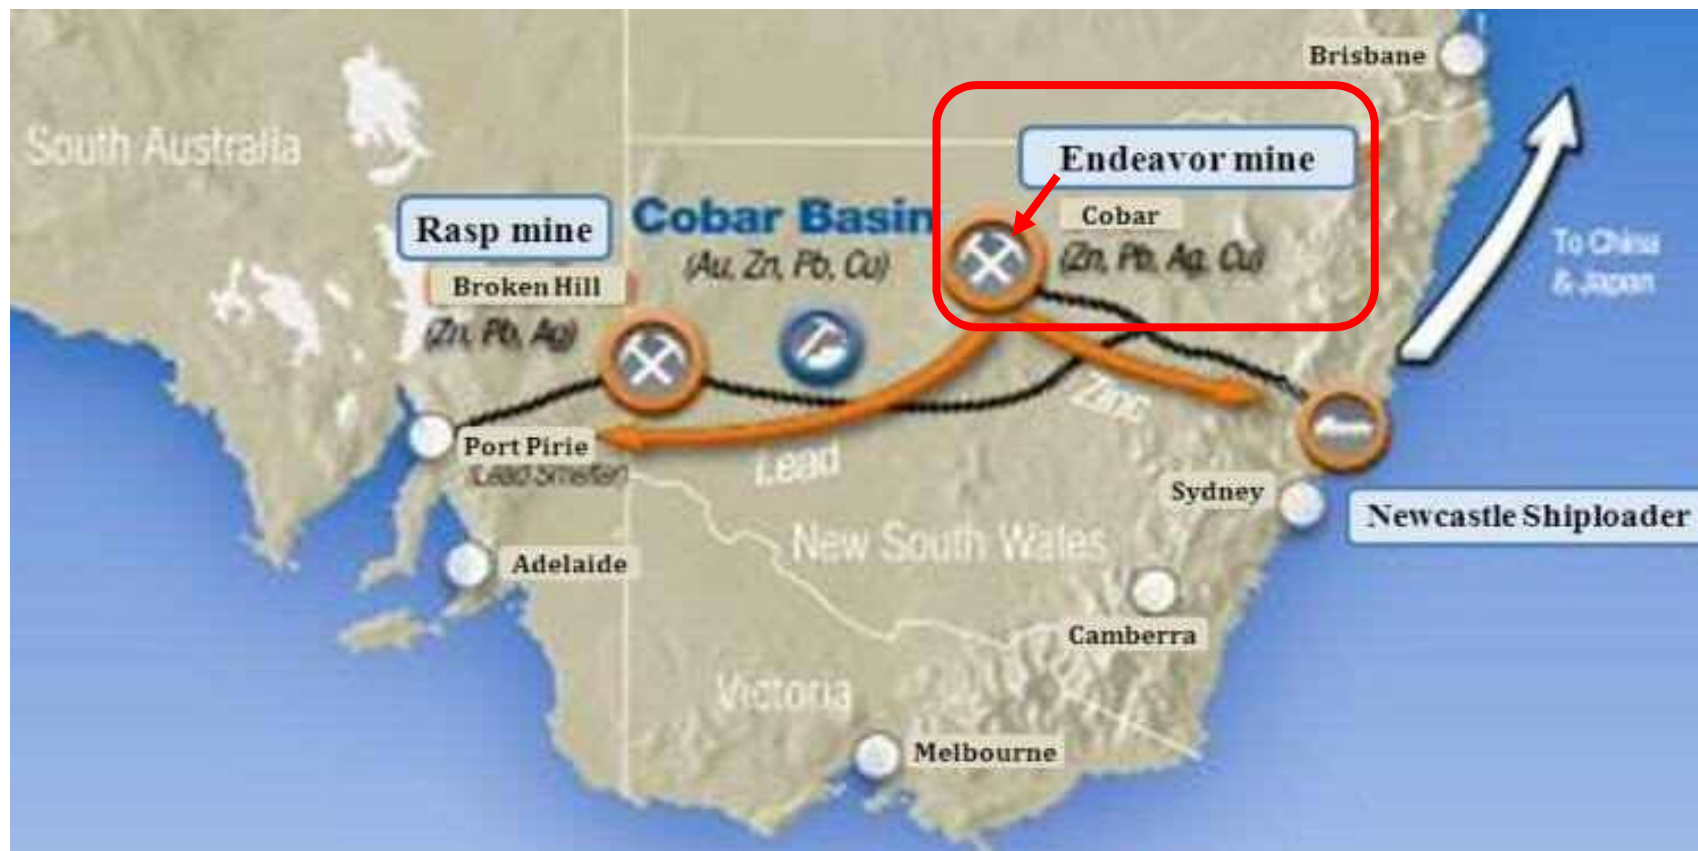 Brisbane
South Australia
Endeavor mine
Rasp mine
Cobar Basin
Cobar
(Au, Zn, Pb, Cu)
(Zn, Pb, Ag, Cu)
To China
& Japan
Broken Hill
(Zn, Pb, Ag)
Zinc
Port Pirie
(Lead Smelter)
Lead
Sydney
Newcastle Shiploader
New South Wales
Adelaide
Camberra
Victoria
Melbourne